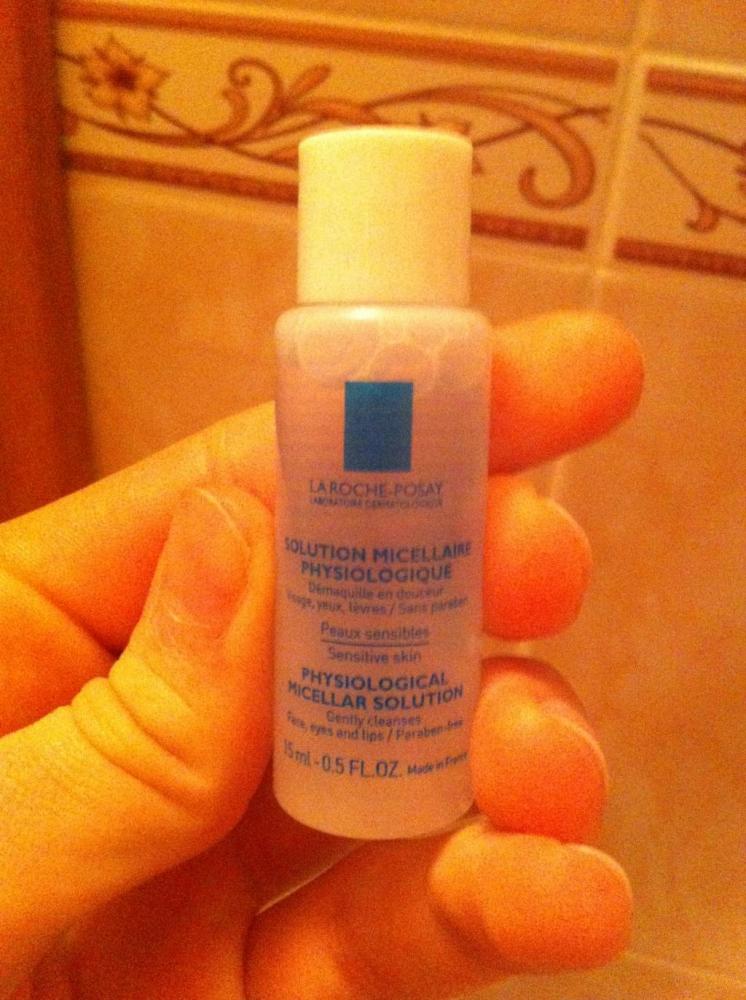 LA ROCHE-POSAY
LABORATOIRE DERMATOLOGIQUE
SOLUTION MICELLAIRE
PHYSIOLOGIQUE
Démaquille en douceur
Visage, yeux, lèvres / Sans paraben
Peaux sensibles
Sensitive skin
PHYSIOLOGICAL
MICELLAR SOLUTION
Gently cleanses
Face, eyes and lips / Paraben-free
15 ml - 0.5 FL.OZ. Made in France